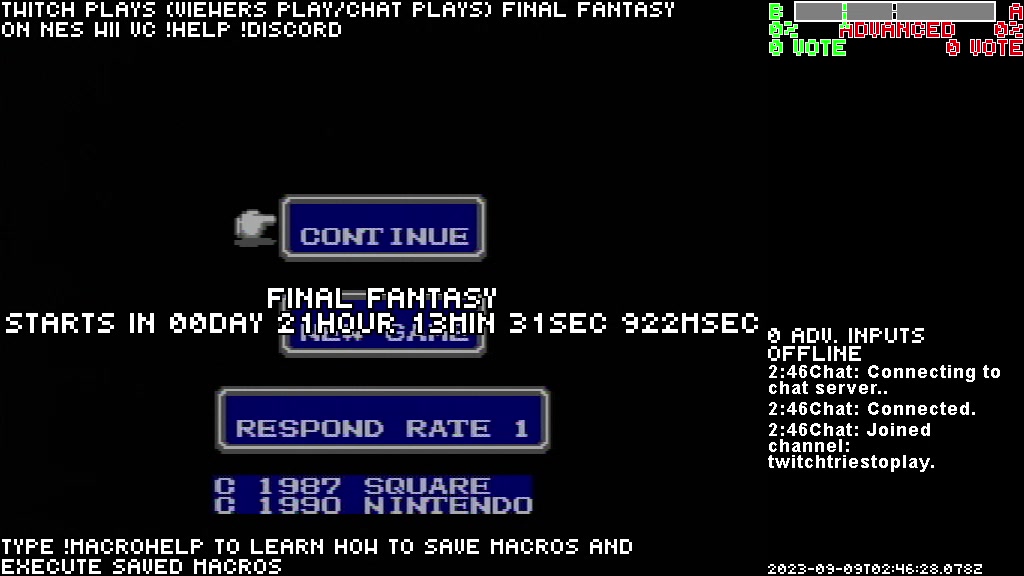 TWITCH PLAYS (VIEWERS PLAY/CHAT PLAYS) FINAL FANTASY
ON NES WII VC !HELP !DISCORD
B A
0% ADVANCED 0%
0 VOTE 0 VOTE
CONTINUE
FINAL FANTASY
STARTS IN 00DAY 21HOUR 13MIN 31SEC 922MSEC
NEW GAME
0 ADV. INPUTS
OFFLINE
2:46Chat: Connecting to
chat server..
2:46Chat: Connected.
2:46Chat: Joined
channel:
twitchtriestoplay.
RESPOND RATE 1
C 1987 SQUARE
C 1990 NINTENDO
TYPE !MACROHELP TO LEARN HOW TO SAVE MACROS AND
EXECUTE SAVED MACROS
2023-09-09T02:46:28.078Z